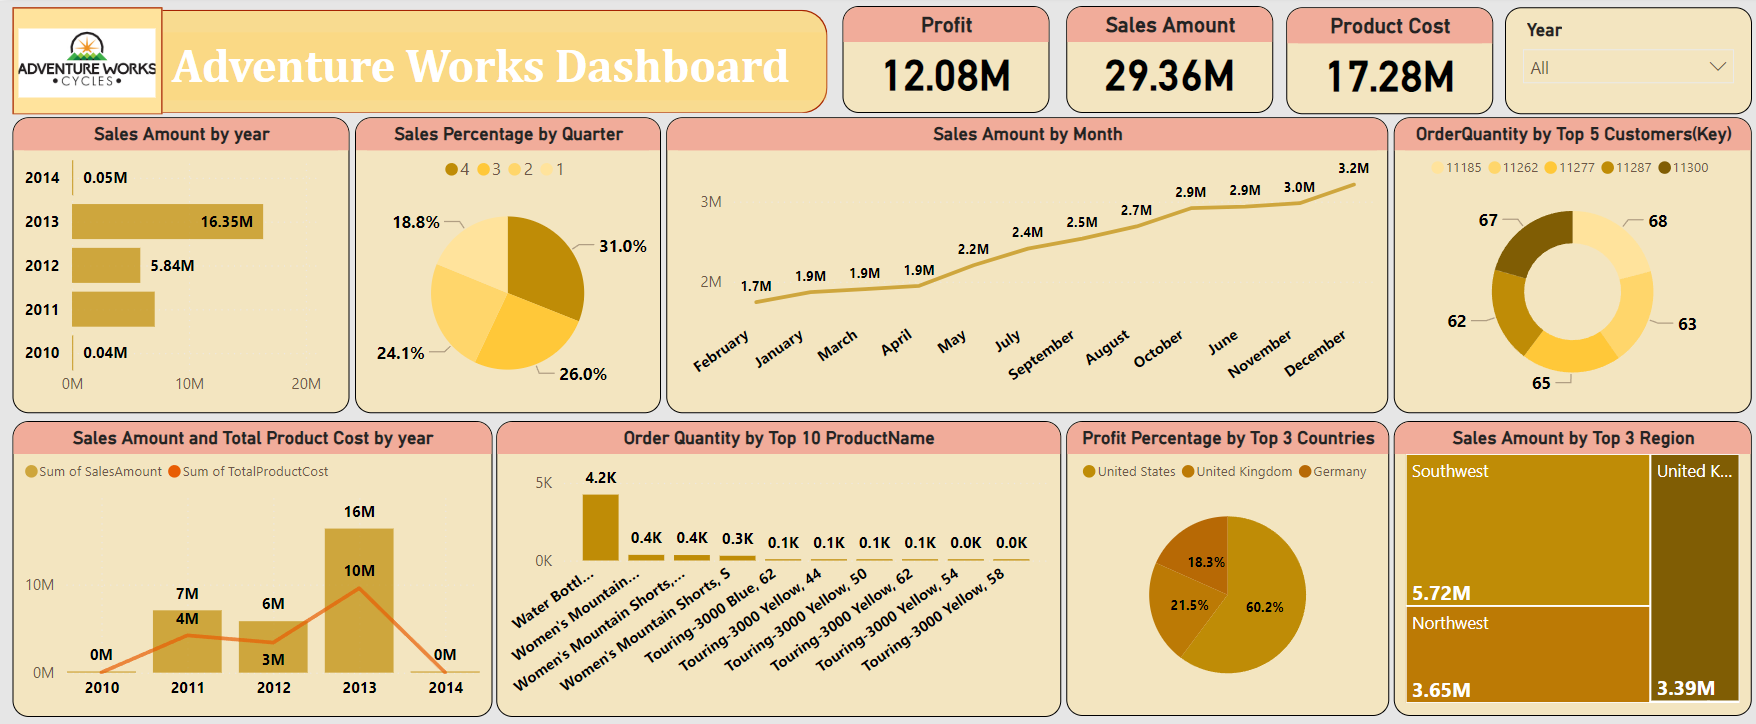 ADVENTURE WORKS
• CYCLES •
Adventure Works Dashboard
Profit
12.08M
Sales Amount
29.36M
Product Cost
17.28M
Year
All
Sales Amount by year
2014 0.05M
2013 16.35M
2012 5.84M
2011
2010 0.04M
0M 10M 20M
Sales Percentage by Quarter
4 3 2 1
18.8%
31.0%
24.1%
26.0%
Sales Amount by Month
3M
2M
1.7M 1.9M 1.9M 1.9M 2.2M 2.4M 2.5M 2.7M 2.9M 2.9M 3.0M 3.2M
February January March April May July September August October June November December
OrderQuantity by Top 5 Customers(Key)
11185 11262 11277 11287 11300
67 68
62 63
65
Sales Amount and Total Product Cost by year
Sum of SalesAmount Sum of TotalProductCost
10M
0M
0M 7M 6M 16M 0M
4M 3M 10M
2010 2011 2012 2013 2014
Order Quantity by Top 10 ProductName
5K
0K
4.2K 0.4K 0.4K 0.3K 0.1K 0.1K 0.1K 0.1K 0.0K 0.0K
Water Bottl...
Women's Mountain...
Women's Mountain Shorts,...
Women's Mountain Shorts, S
Touring-3000 Blue, 62
Touring-3000 Yellow, 44
Touring-3000 Yellow, 50
Touring-3000 Yellow, 62
Touring-3000 Yellow, 54
Touring-3000 Yellow, 58
Profit Percentage by Top 3 Countries
United States United Kingdom Germany
18.3%
21.5%
60.2%
Sales Amount by Top 3 Region
Southwest
5.72M
Northwest
3.65M
United K...
3.39M